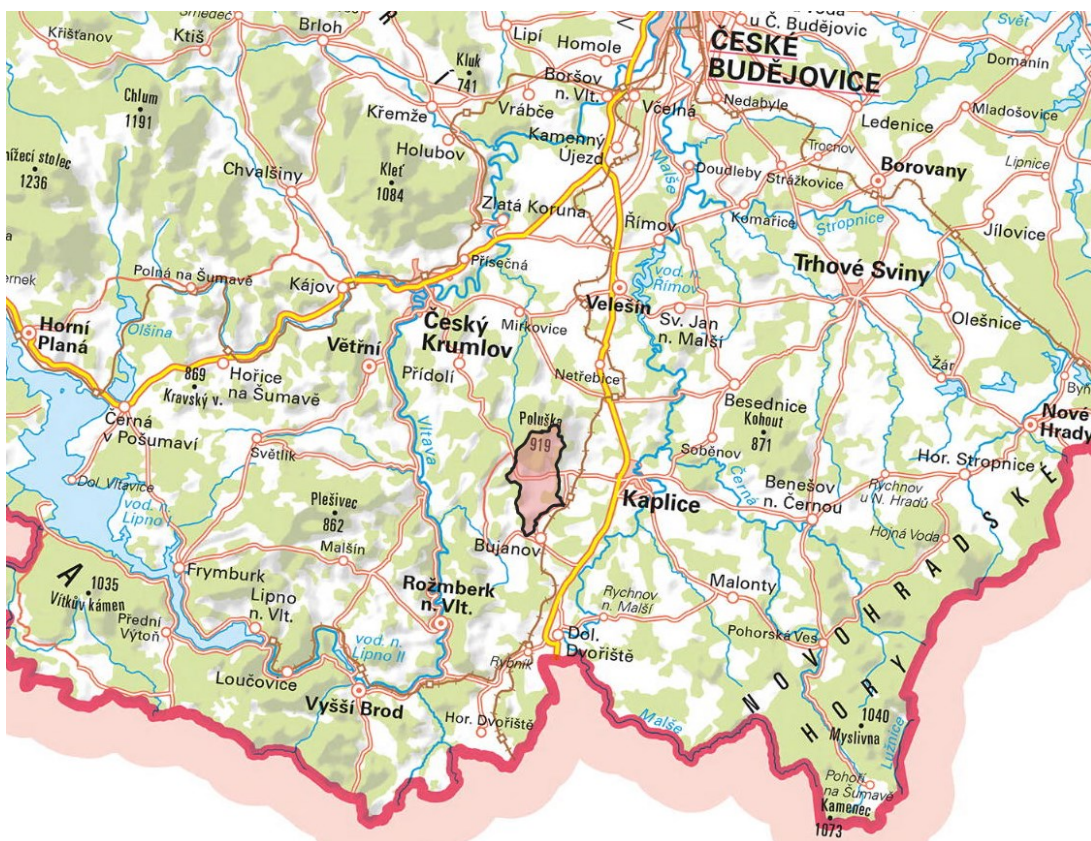 Smědeč
Křišťanov
Ktiš
Brloh
R
Lipí
Homole
u Č. Budějovic
ČESKÉ
BUDĚJOVICE
Svět
Domanín
Kluk
741
Boršov
n. Vlt.
Vrábče
Včelná
Nedabyle
Ledenice
Mladošovice
Chlum
1191
Křemže
Holubov
Kamenný
Újezd
Malše
Trocnov
Borovany
Lipnice
1236
Chvalšiny
Kleť
1084
Doudleby
Strážkovice
Zlatá Koruna
Římov
Komařice
Stropnice
Jílovice
Přísečná
Polná na Šumavě
Kájov
vod. n.
Římov
Trhové Sviny
Horní
Planá
Olšina
Velešín
Sv. Jan
n. Malší
Olešnice
Český
Krumlov
Mirkovice
Větřní
869
Kravský v.
Hořice
na Šumavě
Přídolí
Netřebice
Žár
Besednice
Kohout
871
Nové
Hrady
Černá
v Pošumaví
Vltava
Poluška
919
Světlík
Soběnov
Černá
Hor. Stropnice
Dol. Vltavice
vod. n.
Lipno I
Plešivec
862
Kaplice
Benešov
n. Černou
Rychnov
u N. Hradů
Hojná Voda
Malšín
Bujanov
A
1035
Vítkův kámen
Frymburk
Lipno
n. Vlt.
Rožmberk
n. Vlt.
Rychnov
n. Malší
Malonty
Přední
Výtoň
vod. n.
Lipno II
Dol.
Dvořiště
Pohorská Ves
Rybník
Loučovice
Vyšší Brod
Hor. Dvořiště
Malše
NOVOHRADSKÉ
HORY
1040
Myslivna
Lužnice
Pohoří
na Šumavě
Kamenec
1073